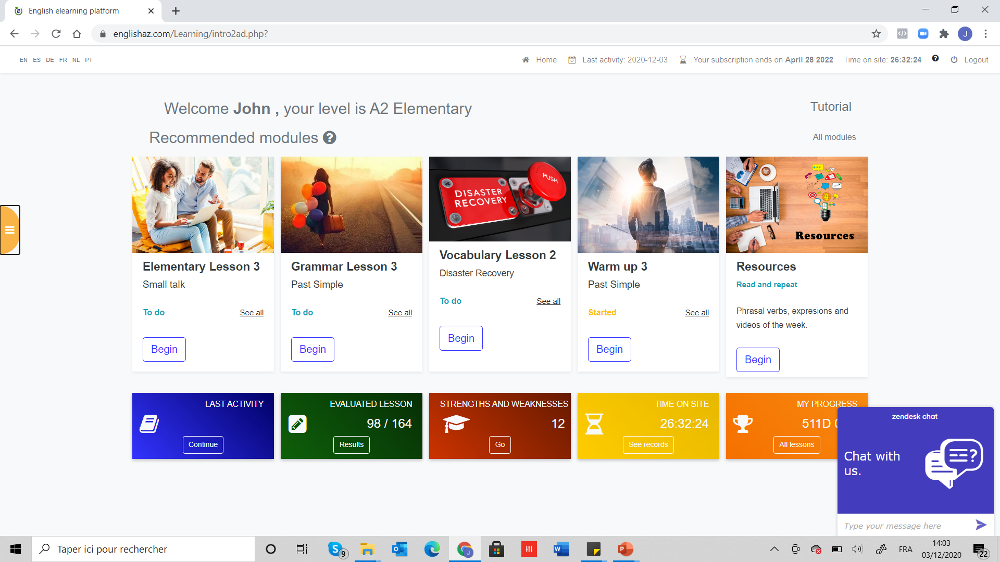 English elearning platform
englishaz.com/Learning/intro2ad.php?
J
EN ES DE FR NL PT
Home
Last activity: 2020-12-03
Your subscription ends on April 28 2022
Time on site: 26:32:24
Logout
Welcome John , your level is A2 Elementary
Tutorial
Recommended modules
All modules
DISASTER
RECOVERY
PUSH
Resources
Elementary Lesson 3
Small talk
To do
See all
Begin
Grammar Lesson 3
Past Simple
To do
See all
Begin
Vocabulary Lesson 2
Disaster Recovery
To do
See all
Begin
Warm up 3
Past Simple
Started
See all
Begin
Resources
Read and repeat
Phrasal verbs, expresions and
videos of the week.
Begin
LAST ACTIVITY
Continue
EVALUATED LESSON
98 / 164
Results
STRENGTHS AND WEAKNESSES
12
Go
TIME ON SITE
26:32:24
See records
MY PROGRESS
511D
All lessons
zendesk chat
Chat with
us.
Type your message here
Taper ici pour rechercher
9
FRA
14:03
03/12/2020
22